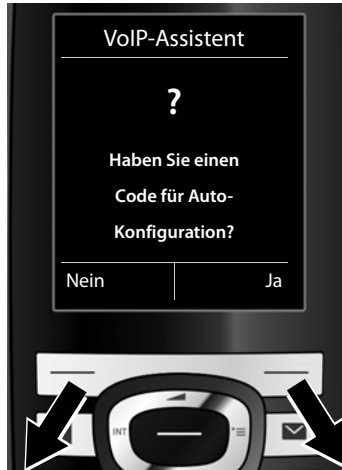 VoIP-Assistent
?
Haben Sie einen
Code für Auto-
Konfiguration?
Nein Ja
INT